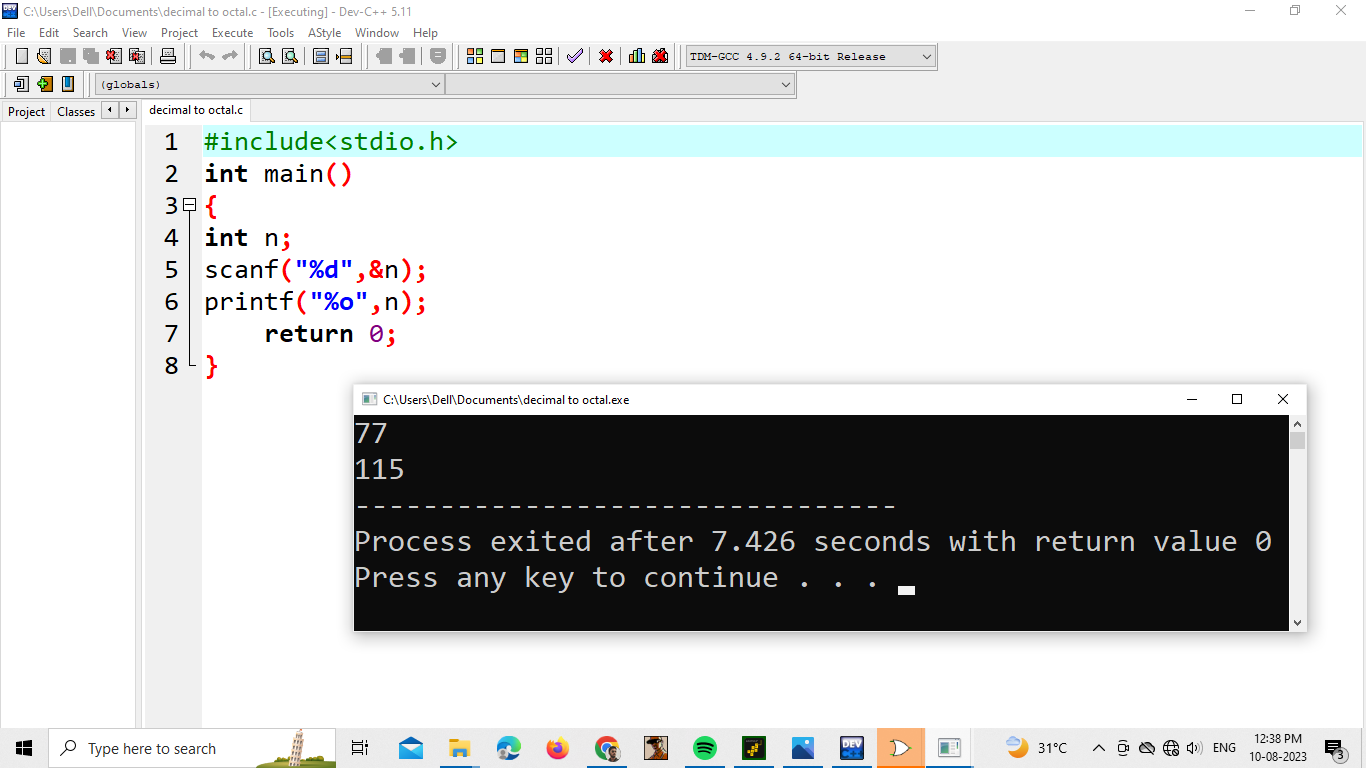 C:\Users\Dell\Documents\decimal to octal.c - [Executing] - Dev-C++ 5.11
File Edit Search View Project Execute Tools AStyle Window Help
TDM-GCC 4.9.2 64-bit Release
(globals)
Project Classes decimal to octal.c
1 #include<stdio.h>
2 int main()
3 {
4 int n;
5 scanf("%d",&n);
6 printf("%o",n);
7 return 0;
8 }
C:\Users\Dell\Documents\decimal to octal.exe
77
115
--------------------------------
Process exited after 7.426 seconds with return value 0
Press any key to continue . . .
Type here to search
DEV
31°C
ENG
12:38 PM
10-08-2023
3